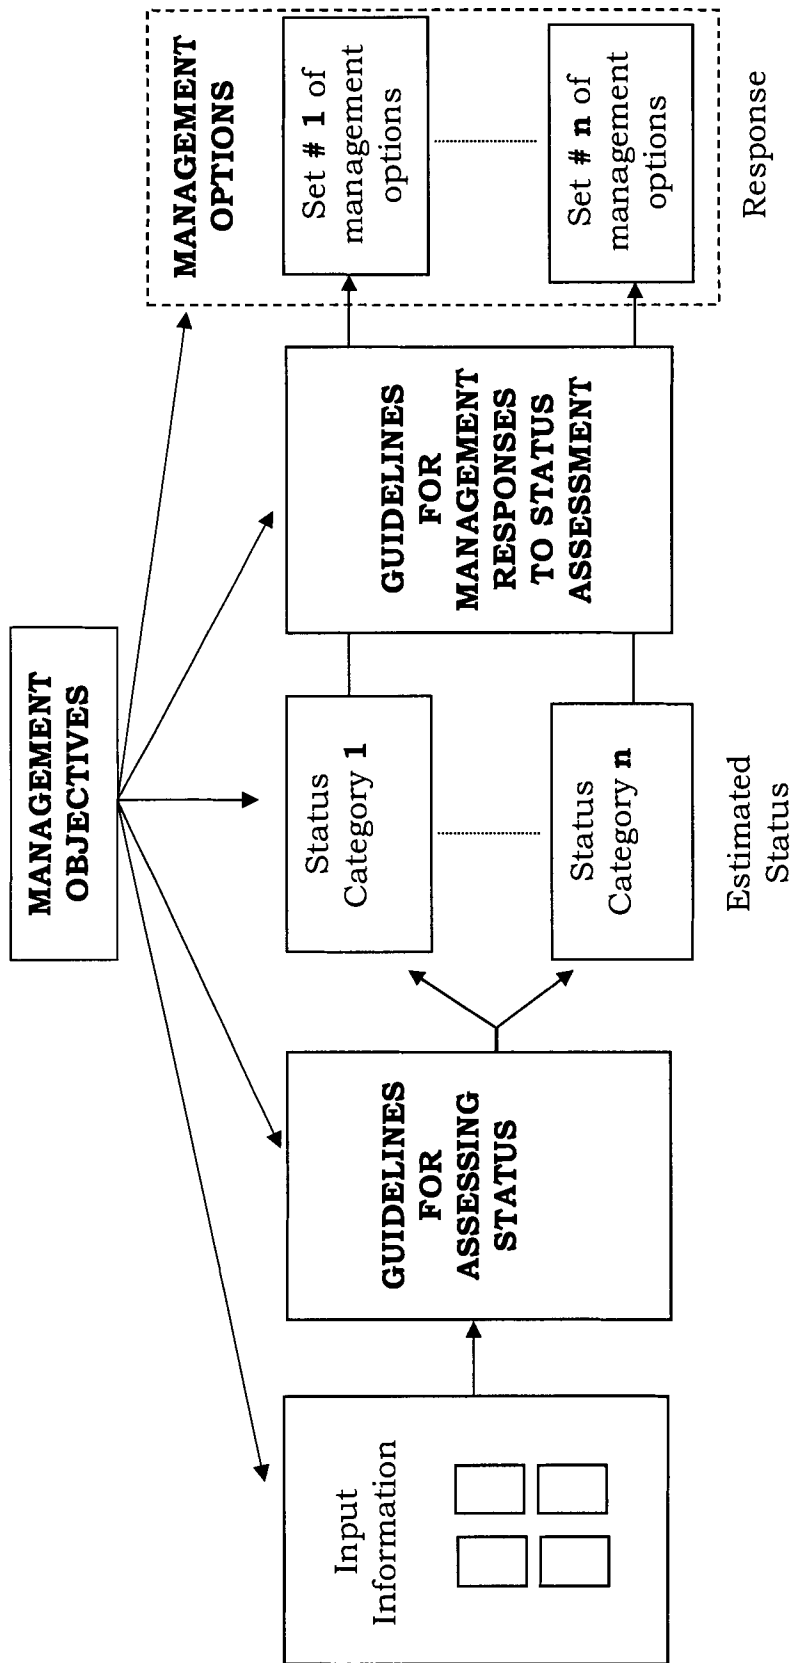 MANAGEMENT
OBJECTIVES
Input
Information
GUIDELINES
FOR
ASSESSING
STATUS
Status
Category 1
Status
Category n
Estimated
Status
GUIDELINES
FOR
MANAGEMENT
RESPONSES
TO STATUS
ASSESSMENT
MANAGEMENT
OPTIONS
Set # 1 of
management
options
Set # n of
management
options
Response